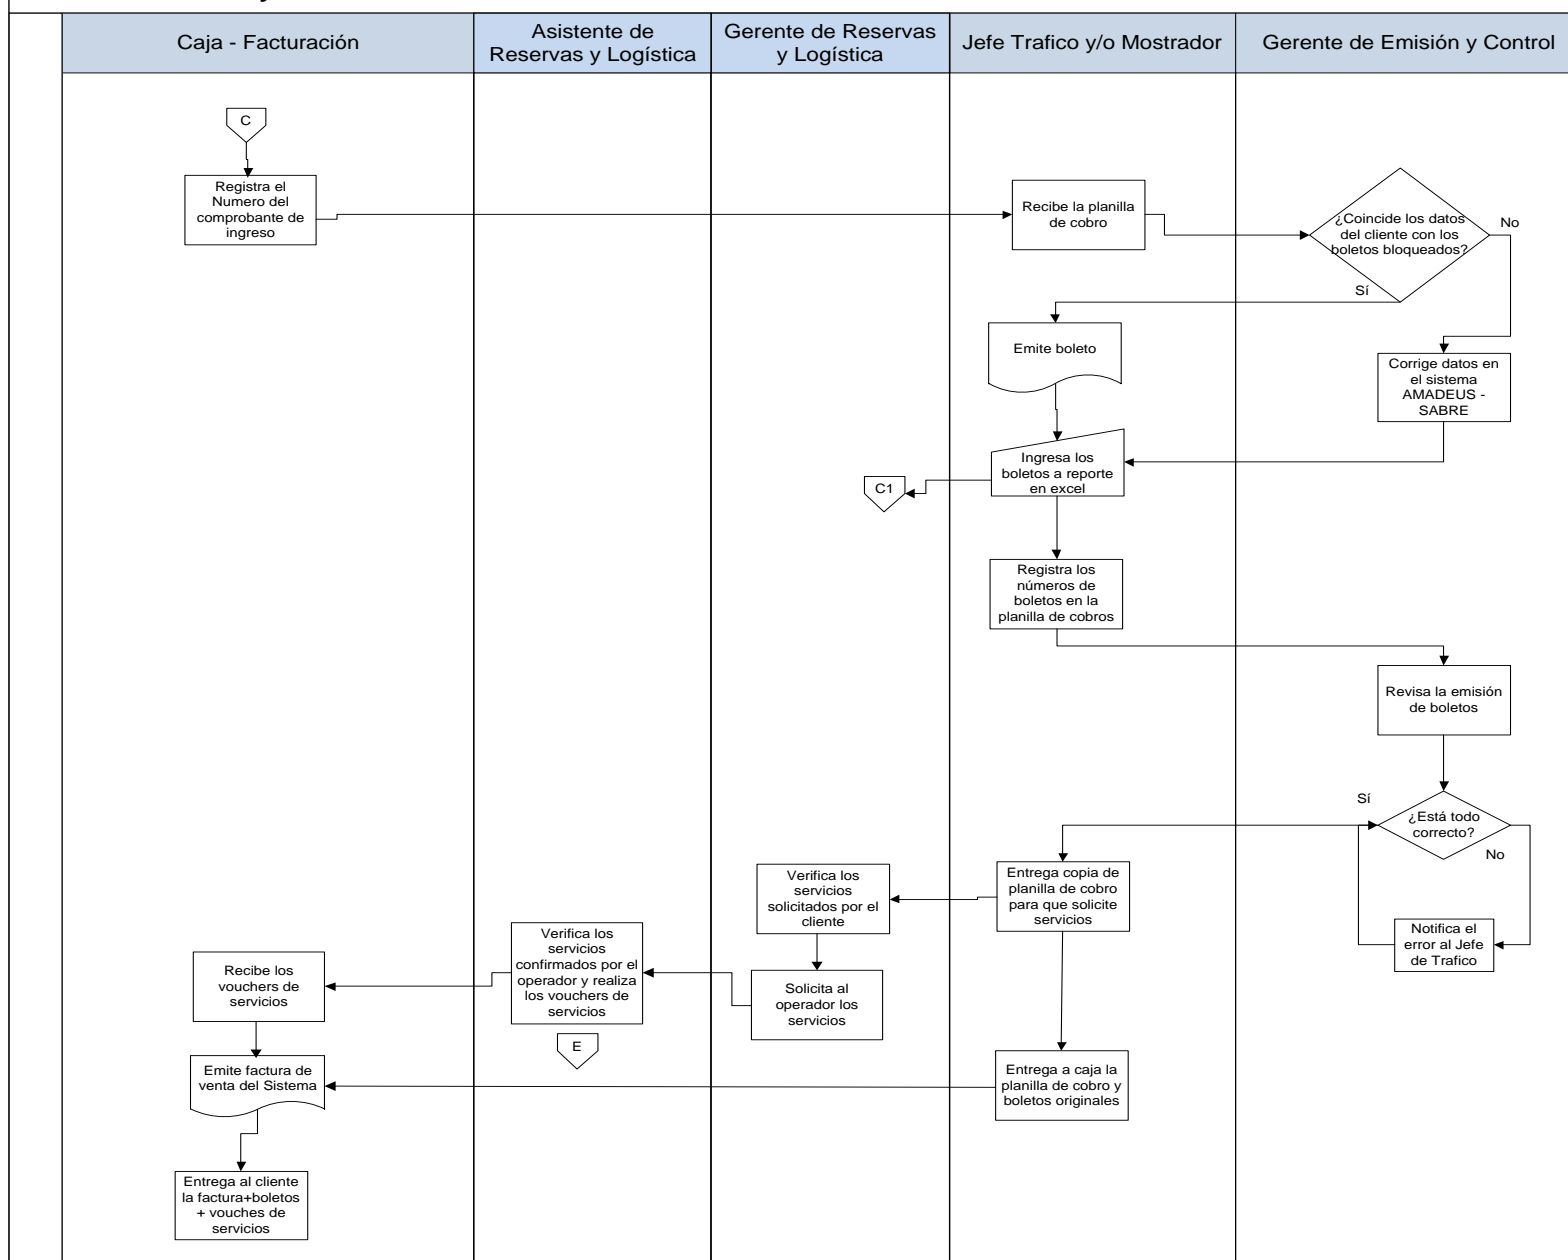 Caja - Facturación
Asistente de
Reservas y Logística
Gerente de Reservas
y Logística
Jefe Trafico y/o Mostrador
Gerente de Emisión y Control
C
Registra el
Numero del
comprobante de
ingreso
Recibe la planilla
de cobro
¿Coincide los datos
del cliente con los
boletos bloqueados?
No
Sí
Emite boleto
Corrige datos en
el sistema
AMADEUS -
SABRE
Ingresa los
boletos a reporte
en excel
C1
Registra los
números de
boletos en la
planilla de cobros
Revisa la emisión
de boletos
Sí
¿Está todo
correcto?
No
Entrega copia de
planilla de cobro
para que solicite
servicios
Verifica los
servicios
solicitados por el
cliente
Notifica el
error al Jefe
de Trafico
Verifica los
servicios
confirmados por el
operador y realiza
los vouchers de
servicios
Recibe los
vouchers de
servicios
Solicita al
operador los
servicios
E
Emite factura de
venta del Sistema
Entrega a caja la
planilla de cobro y
boletos originales
Entrega al cliente
la factura+boletos
+ vouches de
servicios